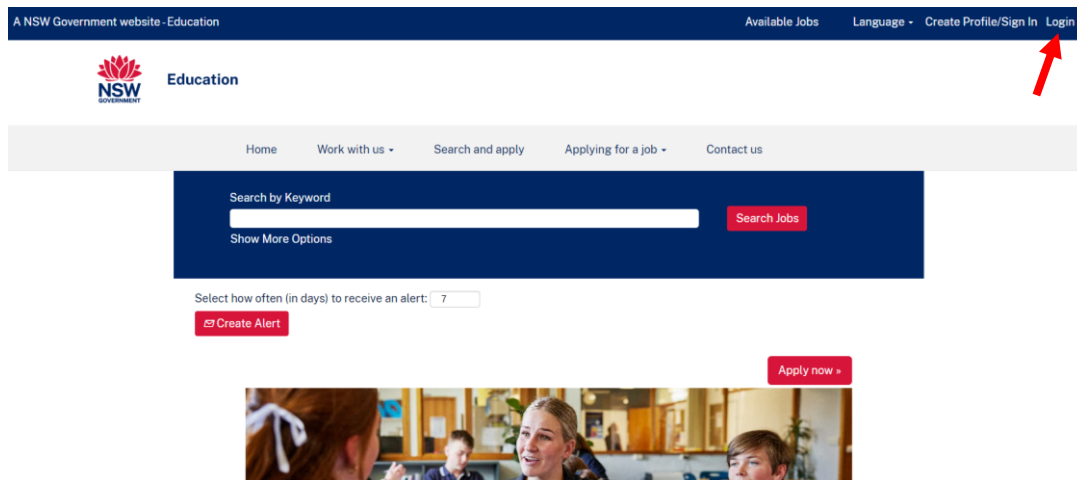 A NSW Government website - Education Available Jobs Language Create Profile/Sign In Login
NSW
GOVERNMENT
Education
Home Work with us Search and apply Applying for a job Contact us
Search by Keyword
Search Jobs
Show More Options
Select how often (in days) to receive an alert: 7
Create Alert
Apply now »